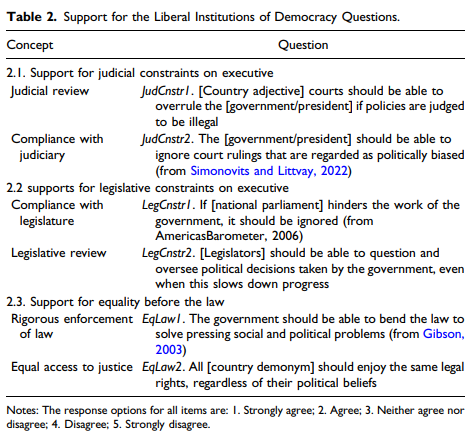 Table 2. Support for the Liberal Institutions of Democracy Questions.
Concept Question
2.1. Support for judicial constraints on executive
Judicial review JudCnstr1. [Country adjective] courts should be able to
overrule the [government/president] if policies are judged
to be illegal
Compliance with JudCnstr2. The [government/president] should be able to
judiciary ignore court rulings that are regarded as politically biased
(from Simonovits and Littvay, 2022)
2.2 supports for legislative constraints on executive
Compliance with LegCnstr1. If [national parliament] hinders the work of the
legislature government, it should be ignored (from
AmericasBarometer, 2006)
Legislative review LegCnstr2. [Legislators] should be able to question and
oversee political decisions taken by the government, even
when this slows down progress
2.3. Support for equality before the law
Rigorous enforcement EqLaw1. The government should be able to bend the law to
of law solve pressing social and political problems (from Gibson,
2003)
Equal access to justice EqLaw2. All [country demonym] should enjoy the same legal
rights, regardless of their political beliefs
Notes: The response options for all items are: 1. Strongly agree; 2. Agree; 3. Neither agree nor
disagree; 4. Disagree; 5. Strongly disagree.